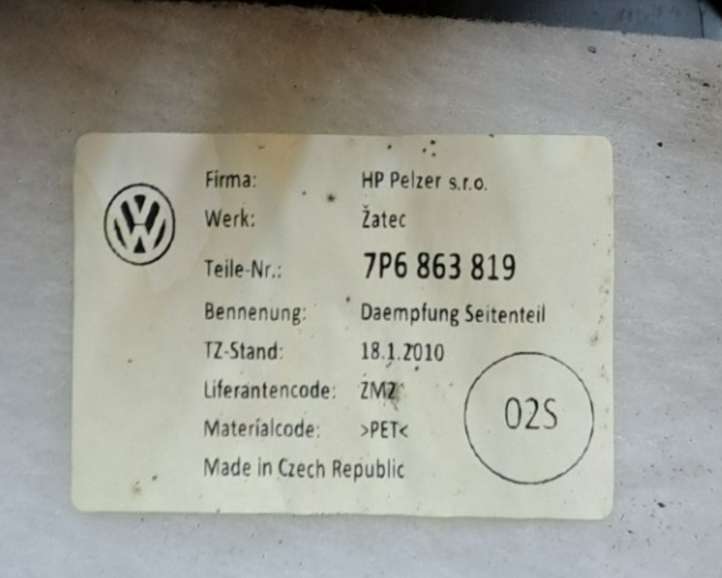 Firma: HP Pelzer s.r.o.
Werk: Žatec
Teile-Nr.: 7P6 863 819
Bennenung: Daempfung Seitenteil
TZ-Stand: 18.1.2010
Liferantencode: ZM2
Materialcode: >PET<
Made in Czech Republic
02S